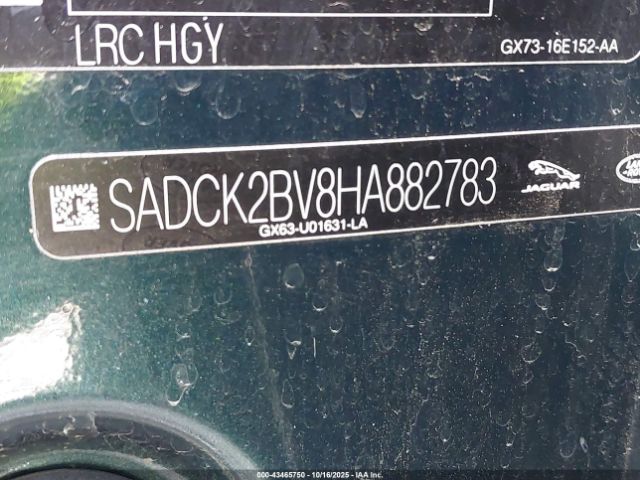 LRC HGY
GX73-16E152-AA
SADCK2BV8HA882783
GX63-U01631-LA
JAGUAR
000-43465750 - 10/16/2025 - IAA Inc.